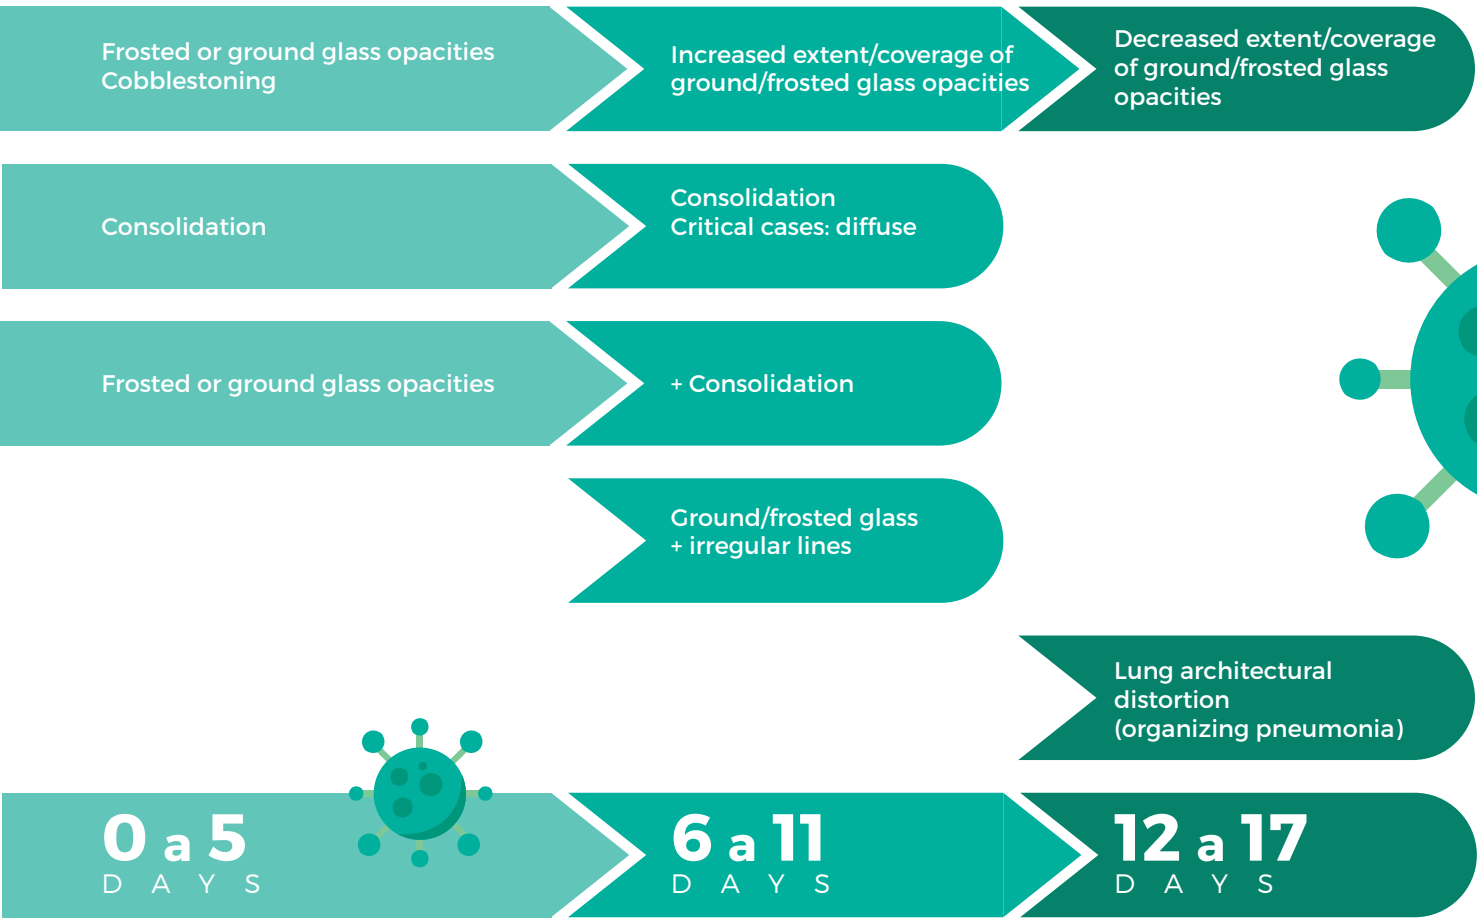 Frosted or ground glass opacities
Cobblestoning
Increased extent/coverage of
ground/frosted glass opacities
Decreased extent/coverage
of ground/frosted glass
opacities
Consolidation
Consolidation
Critical cases: diffuse
Frosted or ground glass opacities
+ Consolidation
Ground/frosted glass
+ irregular lines
Lung architectural
distortion
(organizing pneumonia)
0 a 5
DAYS
6 a 11
DAYS
12 a 17
DAYS